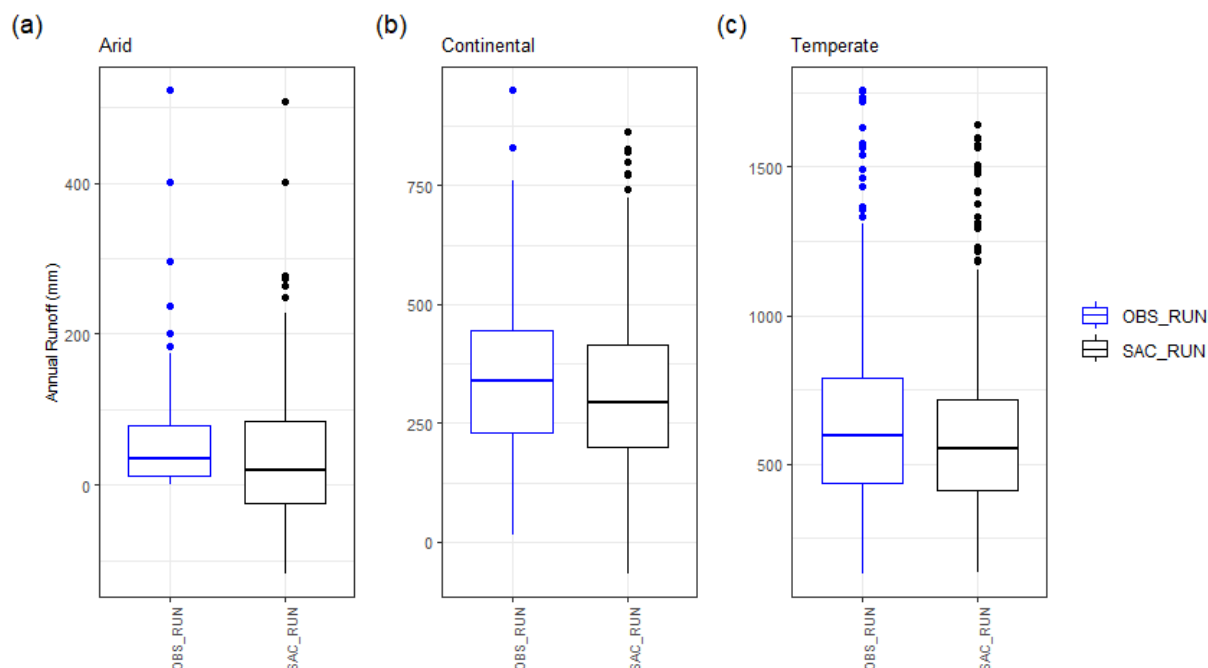 (a)
Arid
Annual Runoff (mm)
400
200
0
OBS_RUN
SAC_RUN
(b)
Continental
750
500
250
0
OBS_RUN
SAC_RUN
(c)
Temperate
1500
1000
500
OBS_RUN
SAC_RUN
OBS_RUN
SAC_RUN